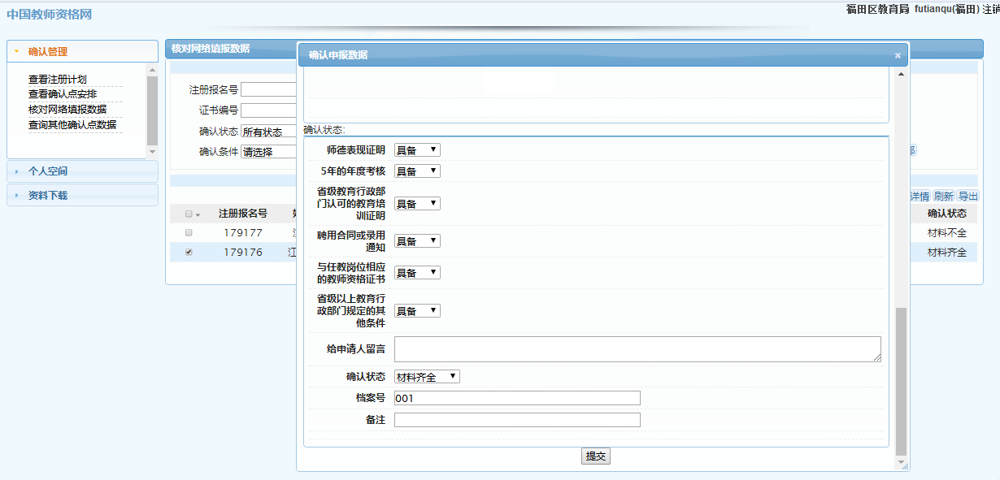 中国教师资格网
福田区教育局 futianqu(福田) 注销
确认管理
查看注册计划
查看确认点安排
核对网络填报数据
查询其他确认点数据
个人空间
资料下载
核对网络填报数据
注册报名号
证书编号
确认状态 所有状态
确认条件 请选择
详情 刷新 导出
注册报名号
确认状态
179177
材料不全
179176 江
材料齐全
确认申报数据
确认状态:
师德表现证明 具备
5年的年度考核 具备
省级教育行政部
门认可的教育培
训证明
具备
聘用合同或录用
通知
具备
与任教岗位相应
的教师资格证书
具备
省级以上教育行
政部门规定的其
他条件
具备
给申请人留言
确认状态 材料齐全
档案号 001
备注
提交